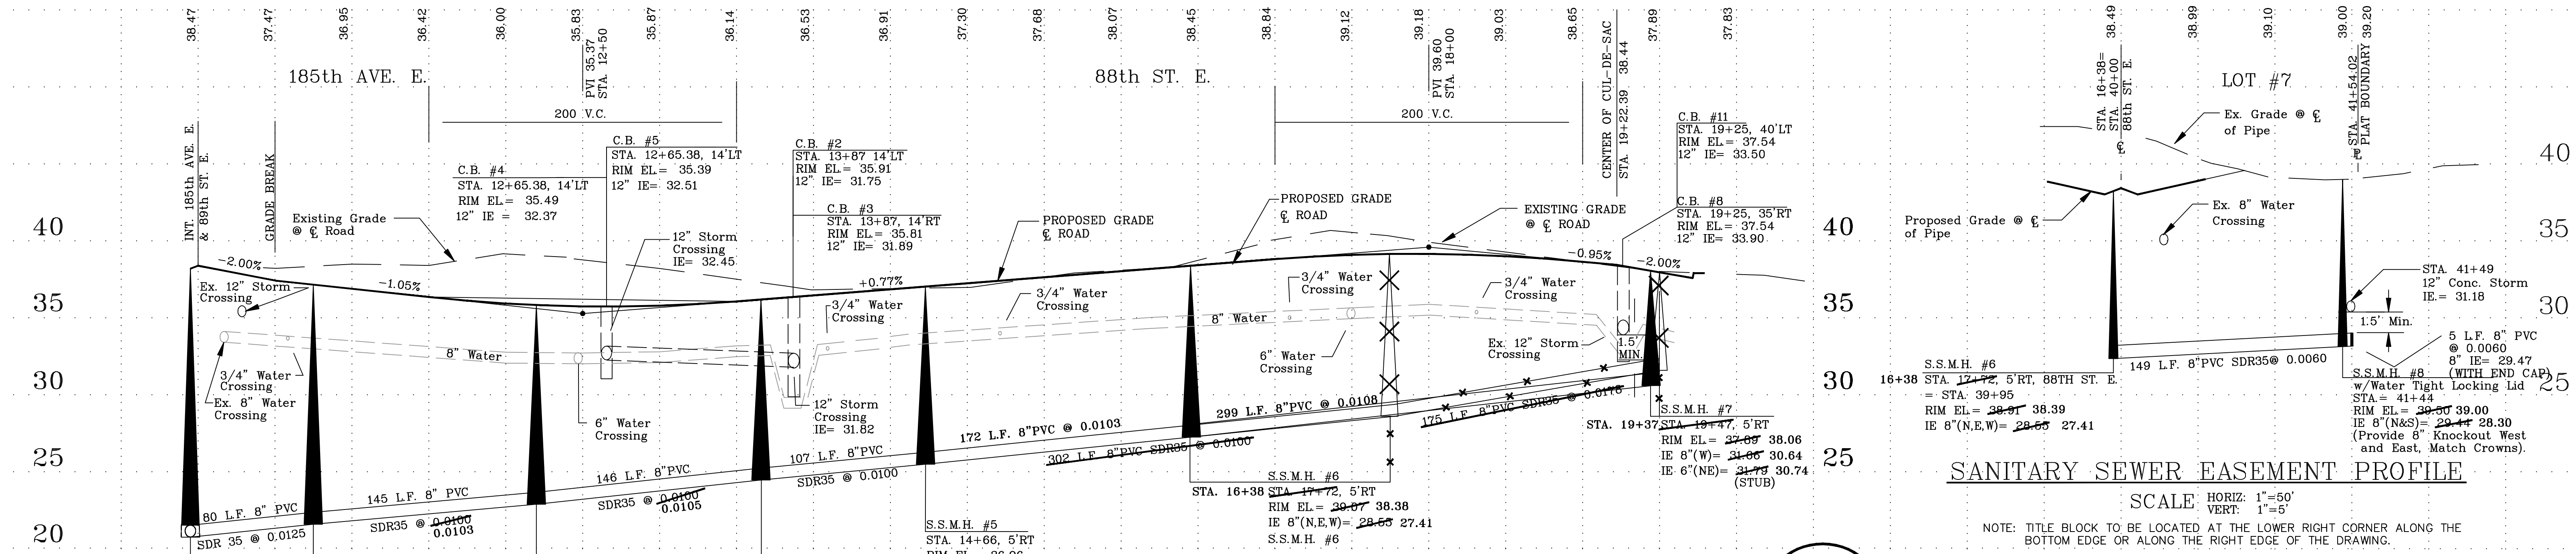 38.47
37.47
36.95
36.42
36.00
35.83
35.87
36.14
36.53
36.91
37.30
37.68
38.07
38.45
38.84
39.12
39.18
39.03
38.65
37.89
37.83
38.49
38.99
39.10
39.00
39.20
185th AVE. E.
PVI 35.37
STA. 12+50
200 V.C.
88th ST. E.
PVI 39.60
STA. 18+00
200 V.C.
CENTER OF CUL-DE-SAC
STA. 19+22.39 38.44
INT. 185th AVE. E.
& 89th ST. E.
GRADE BREAK
C.B. #4
STA. 12+65.38, 14'LT
RIM EL= 35.49
12" IE = 32.37
C.B. #5
STA. 12+65.38, 14'LT
RIM EL= 35.39
12" IE= 32.51
C.B. #2
STA. 13+87 14'LT
RIM EL= 35.91
12" IE= 31.75
C.B. #3
STA. 13+87, 14'RT
RIM EL= 35.81
12" IE= 31.89
C.B. #11
STA. 19+25, 40'LT
RIM EL= 37.54
12" IE= 33.50
C.B. #8
STA. 19+25, 35'RT
RIM EL= 37.54
12" IE= 33.90
Existing Grade
@ ℄ Road
12" Storm
Crossing
IE= 32.45
PROPOSED GRADE
℄ ROAD
PROPOSED GRADE
℄ ROAD
EXISTING GRADE
@ ℄ ROAD
40
35
30
25
20
-2.00%
-1.05%
+0.77%
-0.95%
-2.00%
Ex. 12" Storm
Crossing
3/4" Water
Crossing
Ex. 8" Water
Crossing
8" Water
6" Water
Crossing
3/4" Water
Crossing
12" Storm
Crossing
IE= 31.82
3/4" Water
Crossing
8" Water
3/4" Water
Crossing
6" Water
Crossing
3/4" Water
Crossing
Ex. 12" Storm
Crossing
1.5'
MIN.
80 L.F. 8" PVC
SDR 35 @ 0.0125
145 L.F. 8" PVC
SDR35 @ 0.0100
0.0103
146 L.F. 8"PVC
SDR35 @ 0.0100
0.0105
107 L.F. 8"PVC
SDR35 @ 0.0100
172 L.F. 8"PVC @ 0.0103
302 L.F. 8"PVC SDR35 @ 0.0100
299 L.F. 8"PVC @ 0.0108
175 L.F. 8"PVC SDR35 @ 0.0176
S.S.M.H. #5
STA. 14+66, 5'RT
S.S.M.H. #6
STA. 16+38 STA. 17+72, 5'RT
RIM EL= 39.07 38.38
IE 8"(N,E,W)= 28.55 27.41
S.S.M.H. #6
S.S.M.H. #7
STA. 19+37 STA. 19+47, 5'RT
RIM EL= 37.89 38.06
IE 8"(W)= 31.66 30.64
IE 6"(NE)= 31.79 30.74
(STUB)
40
35
30
25
STA. 16+38=
STA. 40+00
88th ST. E.
℄
STA. 41+54.02
PLAT BOUNDARY
LOT #7
Ex. Grade @ ℄
of Pipe
Proposed Grade @ ℄
of Pipe
Ex. 8" Water
Crossing
STA. 41+49
12" Conc. Storm
IE.= 31.18
1.5' Min.
5 L.F. 8" PVC
@ 0.0060
8" IE= 29.47
(WITH END CAP)
149 L.F. 8"PVC SDR35@ 0.0060
S.S.M.H. #6
16+38 STA. 17+72, 5'RT, 88TH ST. E.
= STA. 39+95
RIM EL= 38.91 38.39
IE 8"(N,E,W)= 28.55 27.41
S.S.M.H. #8
w/Water Tight Locking Lid
STA.= 41+44
RIM EL= 39.50 39.00
IE 8"(N&S)= 29.44 28.30
(Provide 8" Knockout West
and East, Match Crowns).
40
35
30
25
SANITARY SEWER EASEMENT PROFILE
SCALE HORIZ: 1"=50'
VERT: 1"=5'
NOTE: TITLE BLOCK TO BE LOCATED AT THE LOWER RIGHT CORNER ALONG THE
BOTTOM EDGE OR ALONG THE RIGHT EDGE OF THE DRAWING.